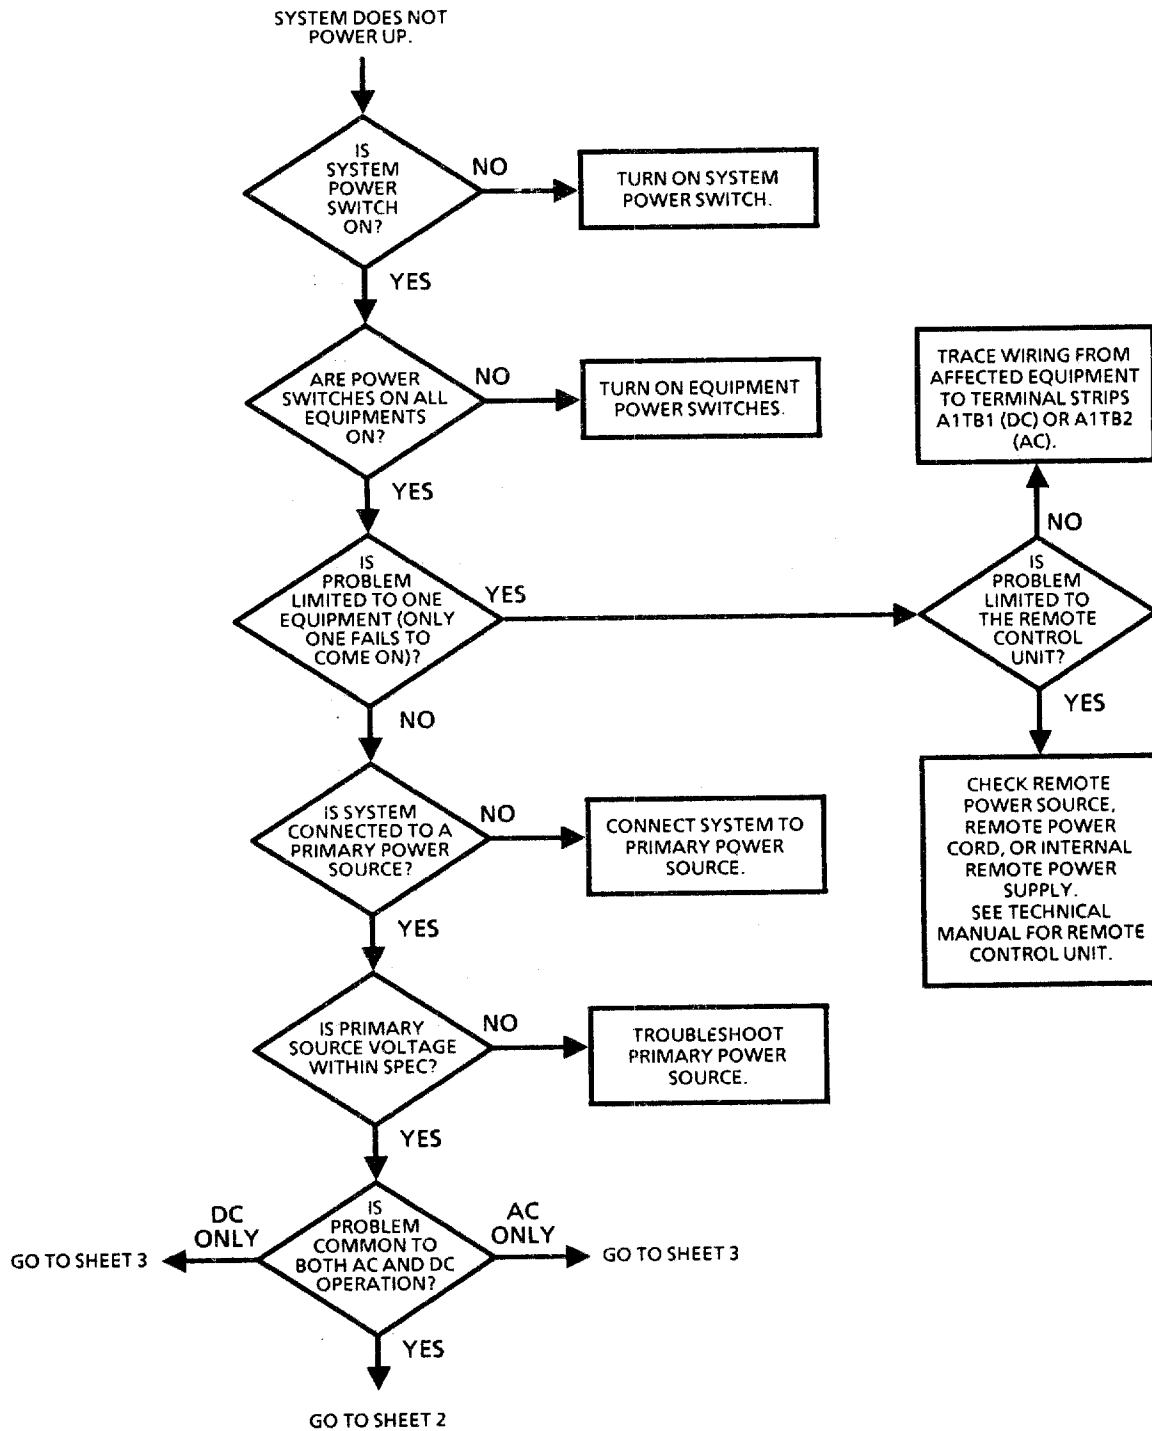 SYSTEM DOES NOT
POWER UP.
IS
SYSTEM
POWER
SWITCH
ON?
NO
TURN ON SYSTEM
POWER SWITCH.
YES
ARE POWER
SWITCHES ON ALL
EQUIPMENTS
ON?
NO
TURN ON EQUIPMENT
POWER SWITCHES.
TRACE WIRING FROM
AFFECTED EQUIPMENT
TO TERMINAL STRIPS
A1TB1 (DC) OR A1TB2
(AC).
YES
NO
IS
PROBLEM
LIMITED TO ONE
EQUIPMENT (ONLY
ONE FAILS TO
COME ON)?
YES
IS
PROBLEM
LIMITED TO
THE REMOTE
CONTROL
UNIT?
NO
YES
IS SYSTEM
CONNECTED TO A
PRIMARY POWER
SOURCE?
NO
CONNECT SYSTEM TO
PRIMARY POWER
SOURCE.
CHECK REMOTE
POWER SOURCE,
REMOTE POWER
CORD, OR INTERNAL
REMOTE POWER
SUPPLY.
SEE TECHNICAL
MANUAL FOR REMOTE
CONTROL UNIT.
YES
IS PRIMARY
SOURCE VOLTAGE
WITHIN SPEC?
NO
TROUBLESHOOT
PRIMARY POWER
SOURCE.
YES
IS
PROBLEM
COMMON TO
BOTH AC AND DC
OPERATION?
DC
ONLY
GO TO SHEET 3
AC
ONLY
GO TO SHEET 3
YES
GO TO SHEET 2